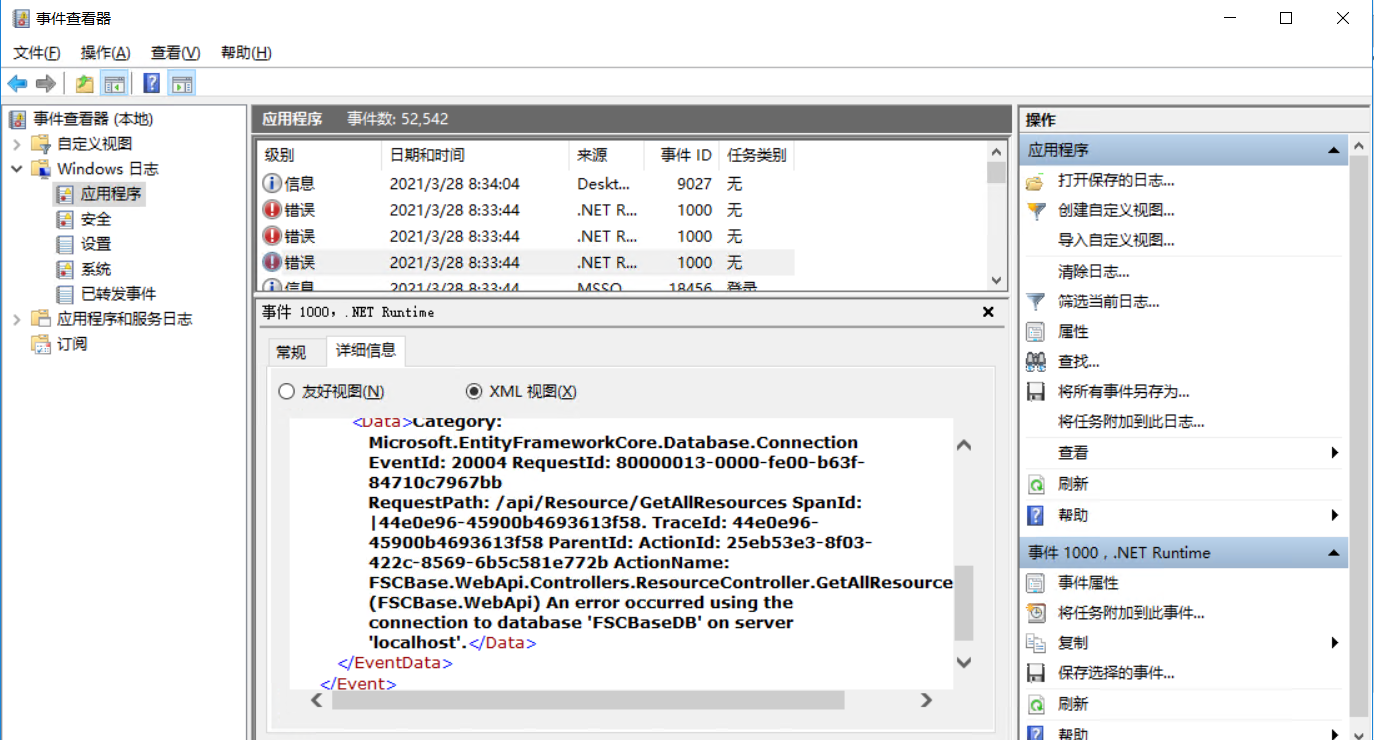 事件查看器
文件(F) 操作(A) 查看(V) 帮助(H)
事件查看器 (本地)
自定义视图
Windows 日志
应用程序
安全
设置
系统
已转发事件
应用程序和服务日志
订阅
应用程序 事件数: 52,542
级别 日期和时间 来源 事件 ID 任务类别
信息 2021/3/28 8:34:04 Deskt... 9027 无
错误 2021/3/28 8:33:44 .NET R... 1000 无
错误 2021/3/28 8:33:44 .NET R... 1000 无
错误 2021/3/28 8:33:44 .NET R... 1000 无
信息 2021/3/28 8:33:44 MSSQ... 18456 登录
事件 1000，.NET Runtime
常规 详细信息
友好视图(N) XML 视图(X)
<Data>Category:
Microsoft.EntityFrameworkCore.Database.Connection
EventId: 20004 RequestId: 80000013-0000-fe00-b63f-
84710c7967bb
RequestPath: /api/Resource/GetAllResources SpanId:
|44e0e96-45900b4693613f58. TraceId: 44e0e96-
45900b4693613f58 ParentId: ActionId: 25eb53e3-8f03-
422c-8569-6b5c581e772b ActionName:
FSCBase.WebApi.Controllers.ResourceController.GetAllResource
(FSCBase.WebApi) An error occurred using the
connection to database 'FSCBaseDB' on server
'localhost'.</Data>
</EventData>
</Event>
操作
应用程序
打开保存的日志...
创建自定义视图...
导入自定义视图...
清除日志...
筛选当前日志...
属性
查找...
将所有事件另存为...
将任务附加到此日志...
查看
刷新
帮助
事件 1000，.NET Runtime
事件属性
将任务附加到此事件...
复制
保存选择的事件...
刷新
帮助